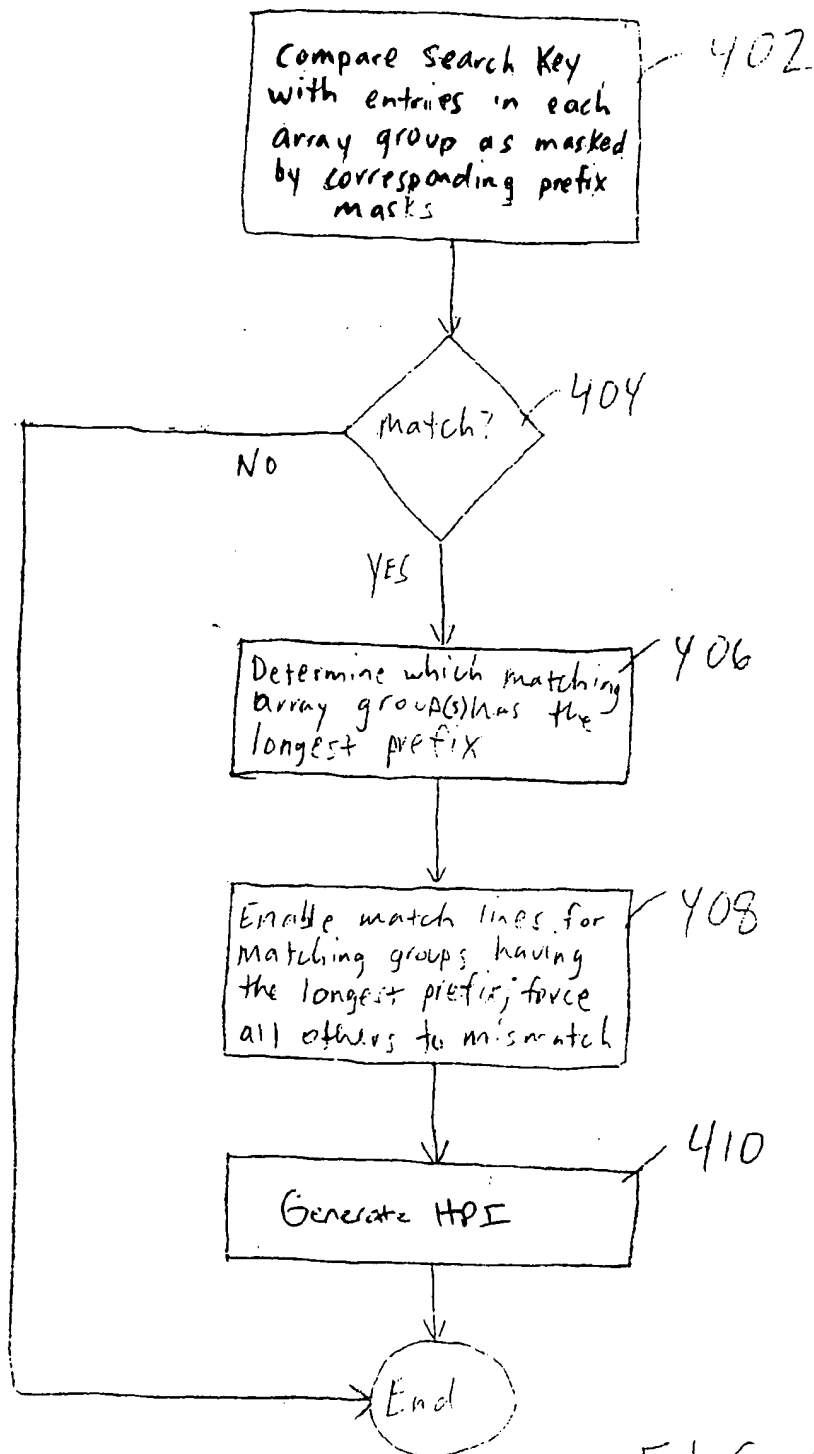 Compare Search Key
with entries in each
array group as masked
by corresponding prefix
masks
402
match?
404
NO
YES
Determine which matching
array group(s) has the
longest prefix
406
Enable match lines for
matching groups having
the longest prefix; force
all others to mismatch
408
Generate HPI
410
End